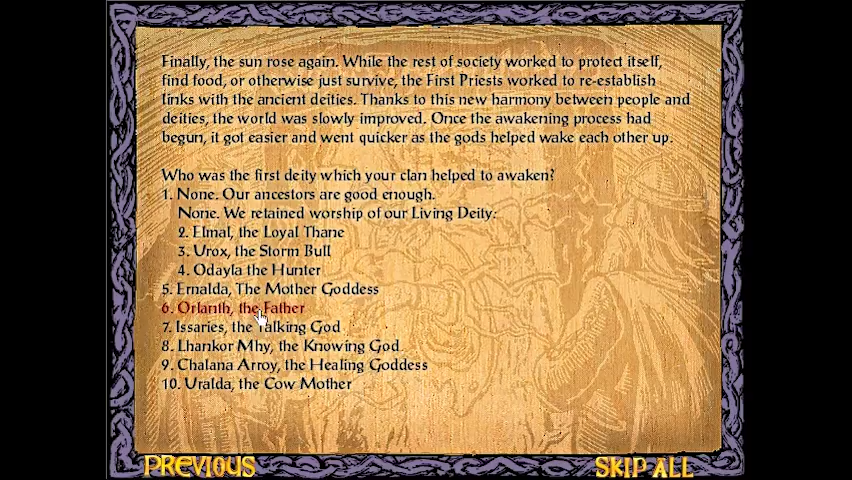 Finally, the sun rose again. While the rest of society worked to protect itself,
find food, or otherwise just survive, the First Priests worked to re-establish
links with the ancient deities. Thanks to this new harmony between people and
deities, the world was slowly improved. Once the awakening process had
begun, it got easier and went quicker as the gods helped wake each other up.
Who was the first deity which your clan helped to awaken?
1. None. Our ancestors are good enough.
None. We retained worship of our Living Deity:
2. Elmal, the Loyal Thane
3. Urox, the Storm Bull
4. Odayla the Hunter
5. Ernalda, The Mother Goddess
6. Orlanth, the Father
7. Issaries, the Talking God
8. Lhankor Mhy, the Knowing God
9. Chalana Arroy, the Healing Goddess
10. Uralda, the Cow Mother
PREVIOUS
SKIP ALL